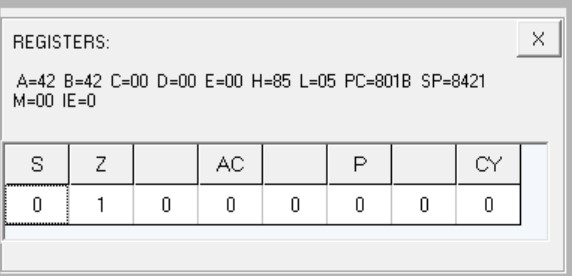 REGISTERS:
X
A=42 B=42 C=00 D=00 E=00 H=85 L=05 PC=801B SP=8421
M=00 IE=0
S Z AC P CY
0 1 0 0 0 0 0 0